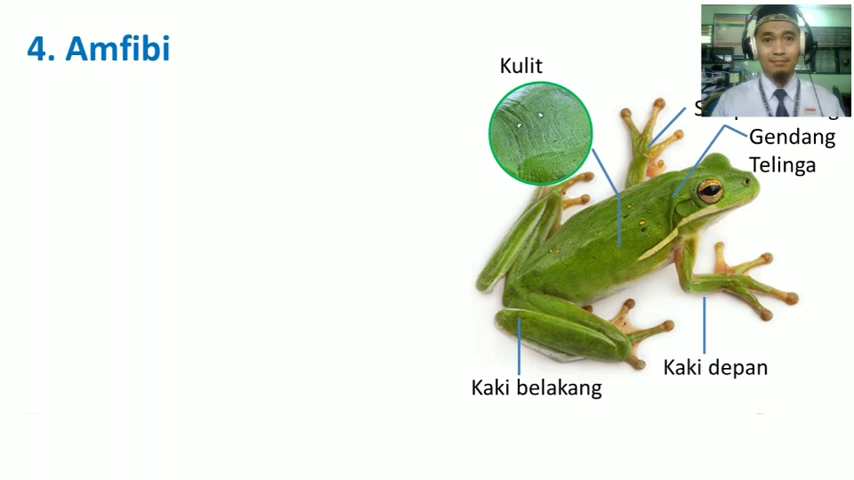 4. Amfibi
Kulit
Gendang
Telinga
Kaki depan
Kaki belakang